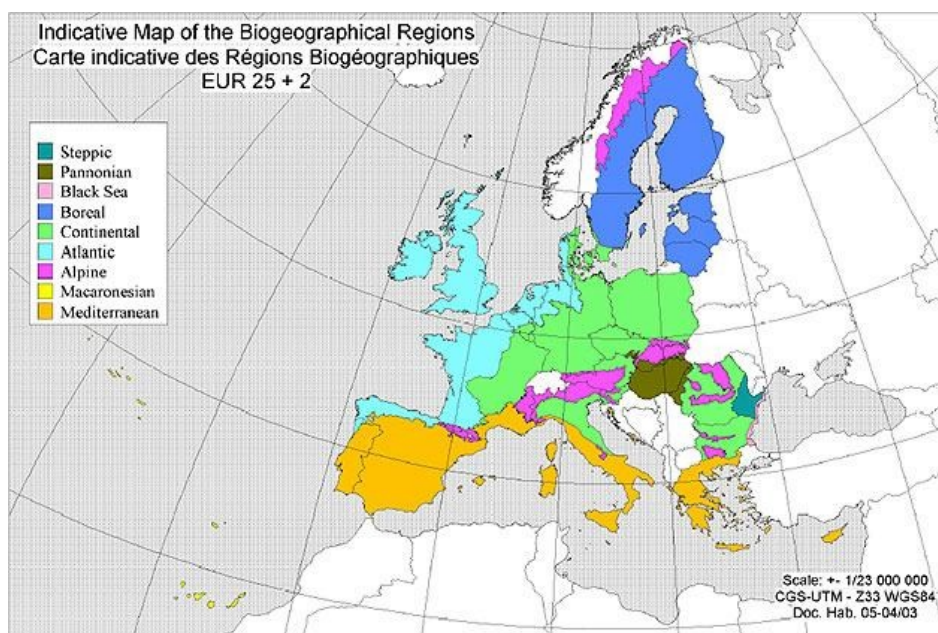 Indicative Map of the Biogeographical Regions
Carte indicative des Régions Biogéographiques
EUR 25 + 2
Steppic
Pannonian
Black Sea
Boreal
Continental
Atlantic
Alpine
Macaronesian
Mediterranean
Scale: +- 1/23 000 000
CGS-UTM - Z33 WGS84
Doc. Hab. 05-04/03